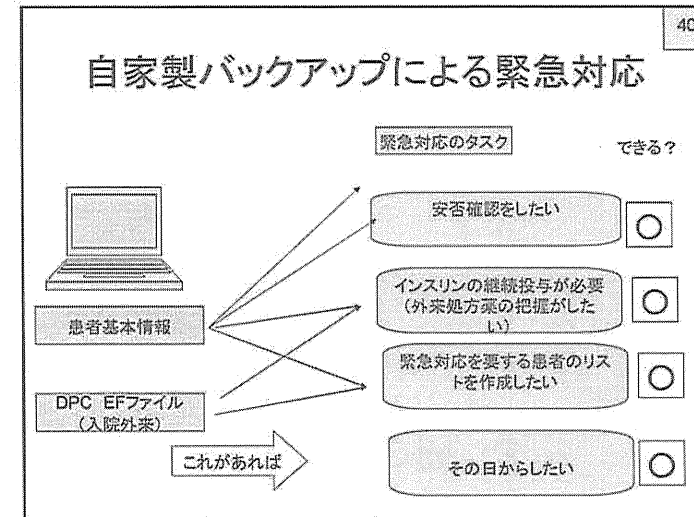 40
自家製バックアップによる緊急対応
緊急対応のタスク
できる？
安否確認をしたい
○
インスリンの継続投与が必要
（外来処方薬の把握がした
い）
○
患者基本情報
緊急対応を要する患者のリス
トを作成したい
○
DPC EFファイル
（入院外来）
これがあれば
その日からしたい
○